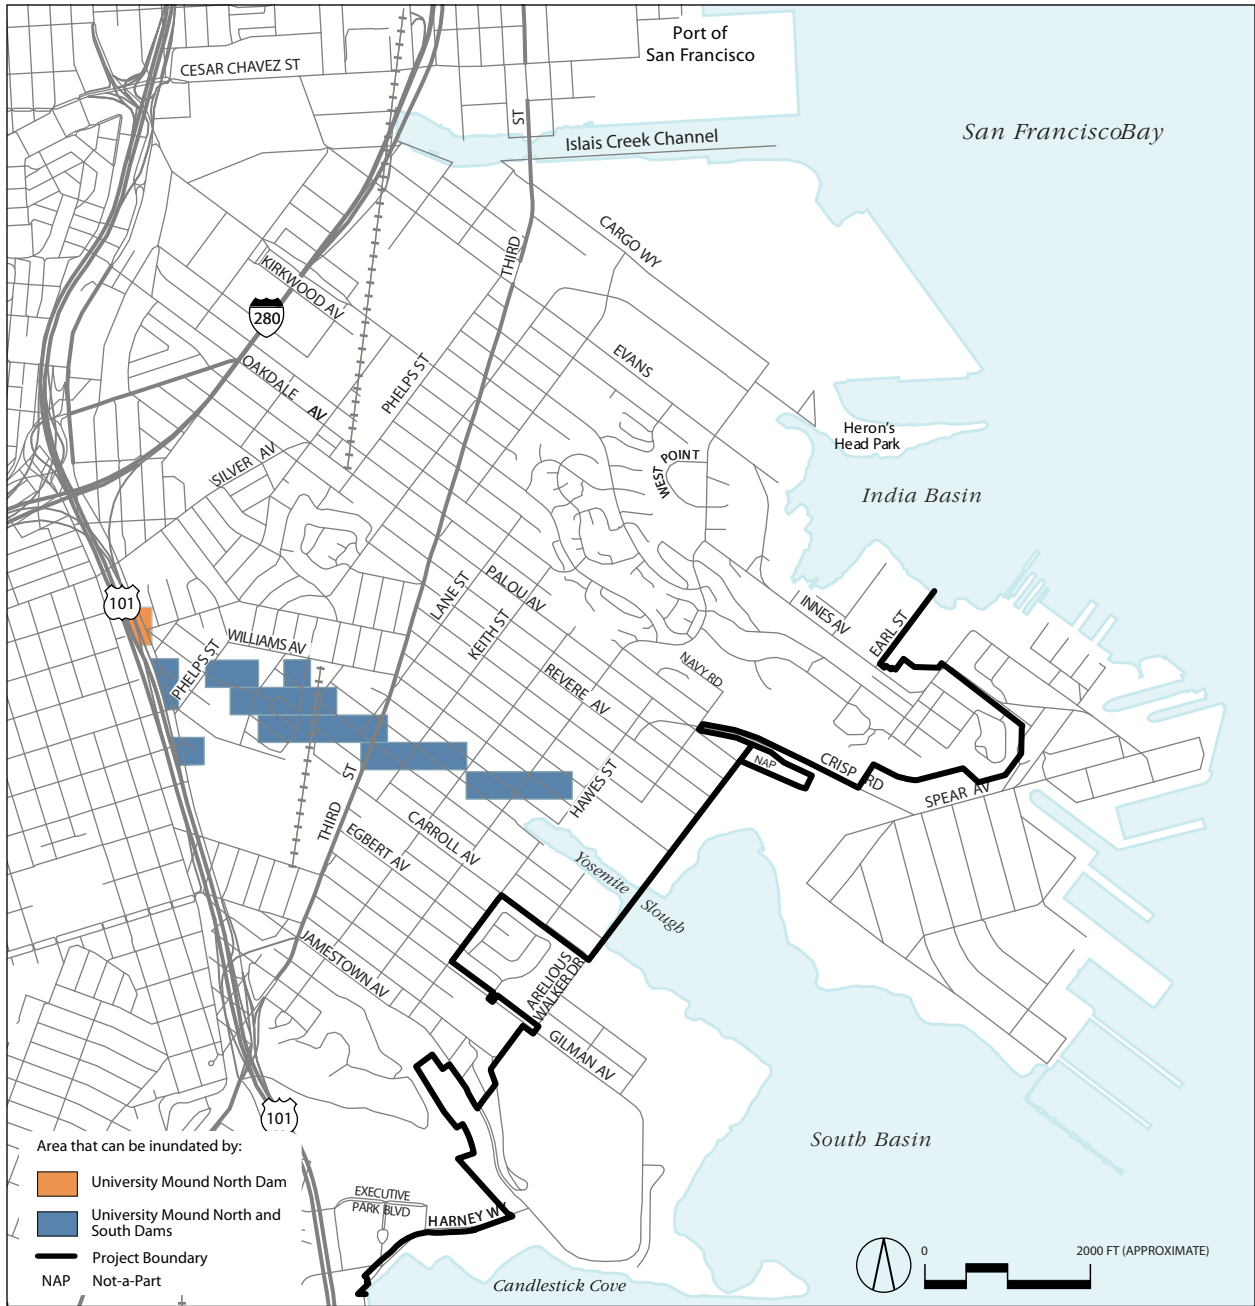 Port of
San Francisco
CESAR CHAVEZ ST
ST
Islais Creek Channel
San FranciscoBay
CARGO WY
THIRD
KIRKWOOD AV
280
EVANS
OAKDALE AV
PHELPS ST
Heron's
Head Park
SILVER AV
WEST POINT
India Basin
101
LANE ST
PALOU AV
KEITH ST
INNES AV
EARL ST
WILLIAMS AV
PHELPS ST
NAVY RD
REVERE AV
CRISP RD
NAP
SPEAR AV
THIRD ST
HAWES ST
CARROLL AV
EGBERT AV
Yosemite
Slough
JAMESTOWN AV
ARELIOUS
WALKER DR
GILMAN AV
101
South Basin
Area that can be inundated by:
University Mound North Dam
University Mound North and
South Dams
Project Boundary
NAP Not-a-Part
EXECUTIVE
PARK BLVD
HARNEY WY
Candlestick Cove
0 2000 FT (APPROXIMATE)